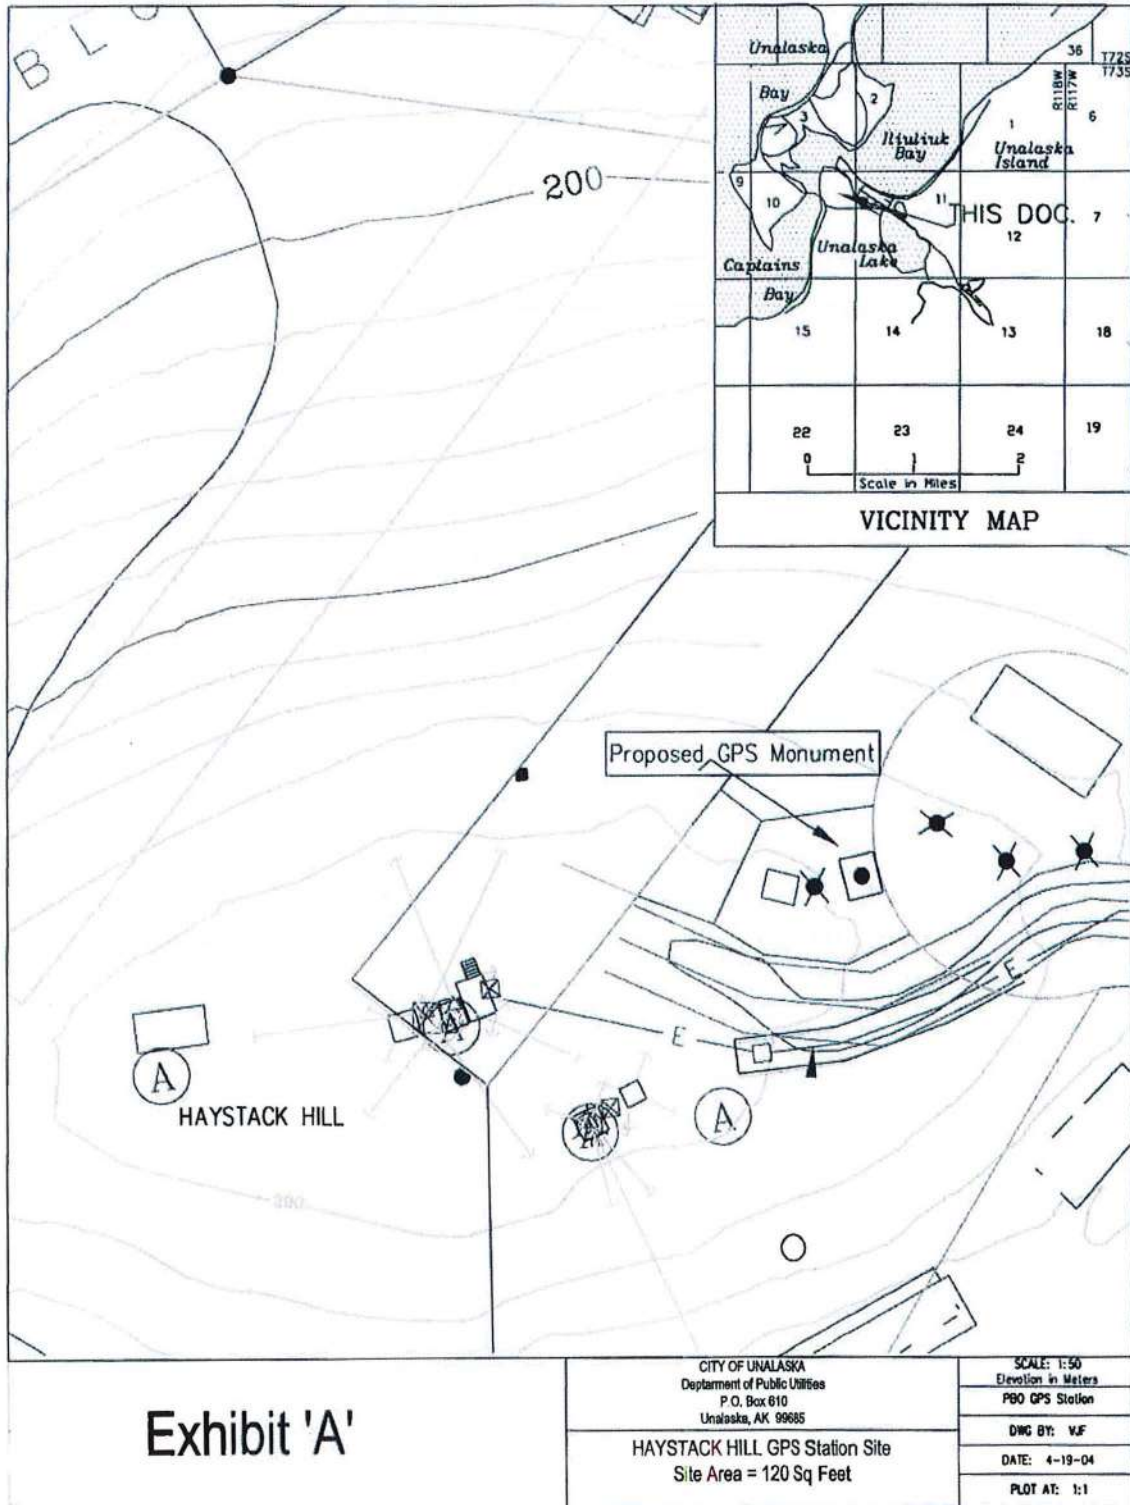 B L
200
Unalaska
Bay
36
T72S
T73S
R118W
R117W
2
3
6
1
Iliuliuk
Bay
Unalaska
Island
9
10
11
THIS DOC.
7
12
Unalaska
Lake
Captains
Bay
15
14
13
18
22
23
24
19
0
1
2
Scale in Miles
VICINITY MAP
Proposed GPS Monument
E
E
A
A
A
A
HAYSTACK HILL
Exhibit 'A'
CITY OF UNALASKA
Deptarment of Public Utilities
P.O. Box 610
Unalaska, AK 99685
HAYSTACK HILL GPS Station Site
Site Area = 120 Sq Feet
SCALE: 1:50
Elevation in Meters
PBO GPS Station
DWG BY: VJF
DATE: 4-19-04
PLOT AT: 1:1